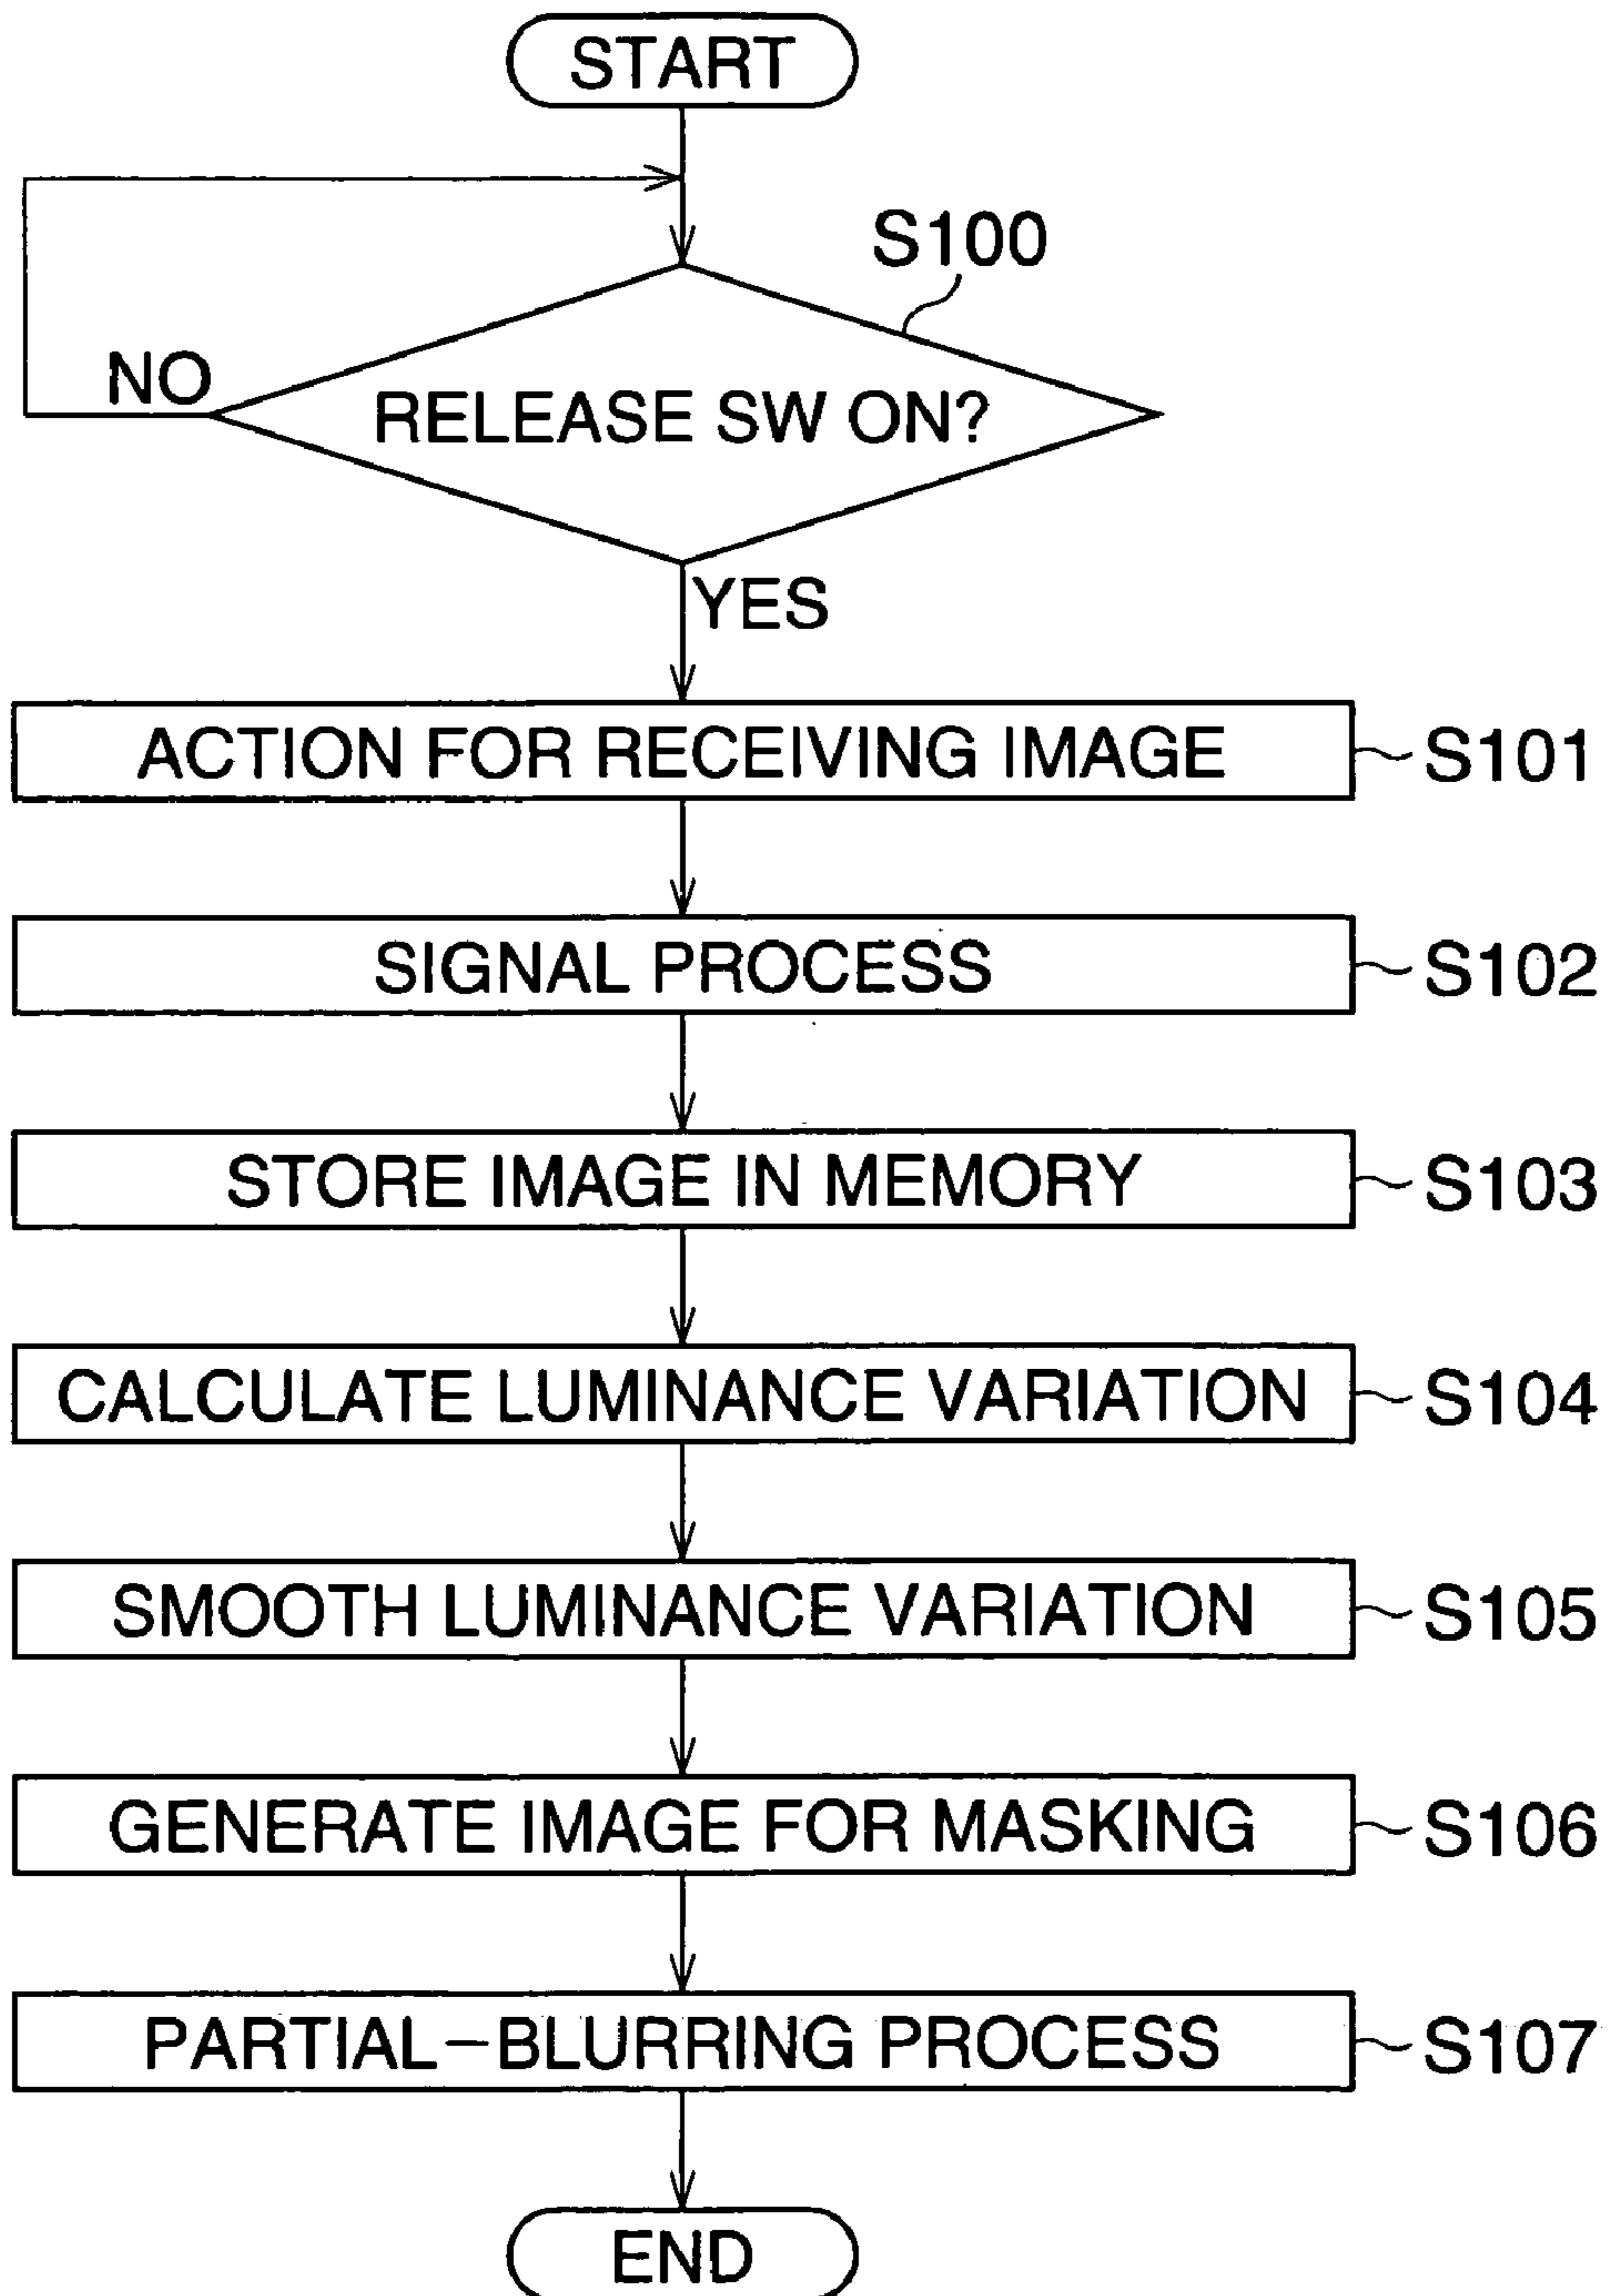 START
S100
NO
RELEASE SW ON?
YES
ACTION FOR RECEIVING IMAGE
S101
SIGNAL PROCESS
S102
STORE IMAGE IN MEMORY
S103
CALCULATE LUMINANCE VARIATION
S104
SMOOTH LUMINANCE VARIATION
S105
GENERATE IMAGE FOR MASKING
S106
PARTIAL-BLURRING PROCESS
S107
END